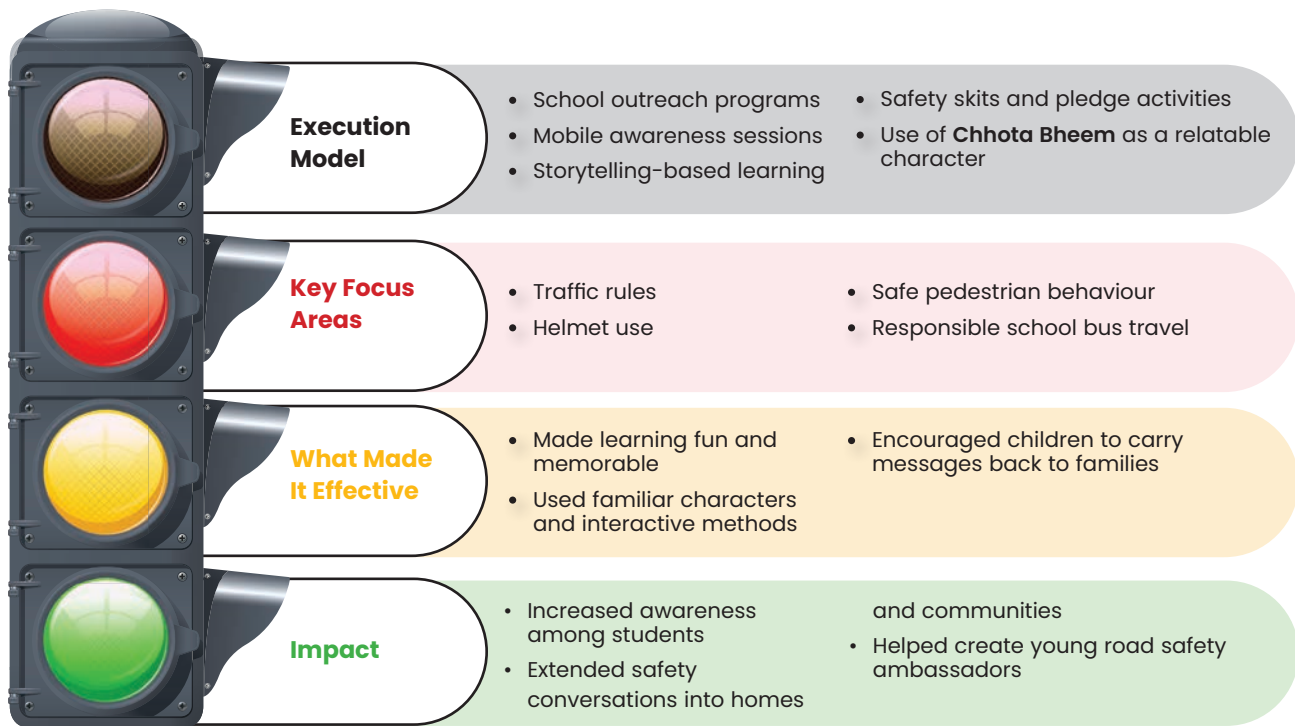 Execution
Model
• School outreach programs
• Mobile awareness sessions
• Storytelling-based learning
• Safety skits and pledge activities
• Use of Chhota Bheem as a relatable
character
Key Focus
Areas
• Traffic rules
• Helmet use
• Safe pedestrian behaviour
• Responsible school bus travel
What Made
It Effective
• Made learning fun and
memorable
• Used familiar characters
and interactive methods
• Encouraged children to carry
messages back to families
Impact
• Increased awareness
among students
• Extended safety
conversations into homes
and communities
• Helped create young road safety
ambassadors